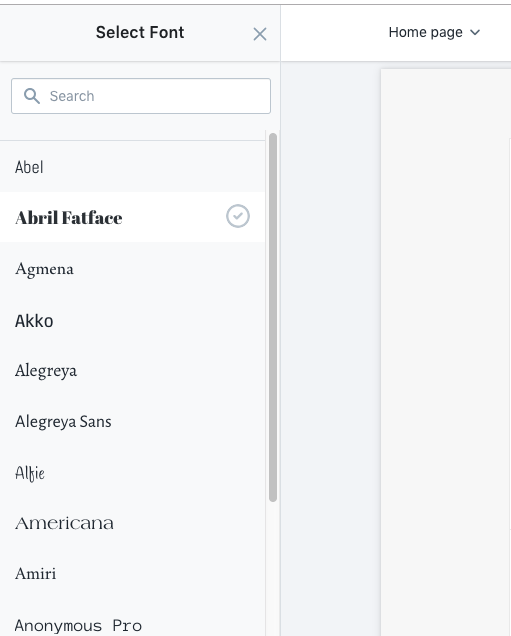 Select Font
Home page
Search
Abel
Abril Fatface
Agmena
Akko
Alegreya
Alegreya Sans
Alfie
Americana
Amiri
Anonymous Pro